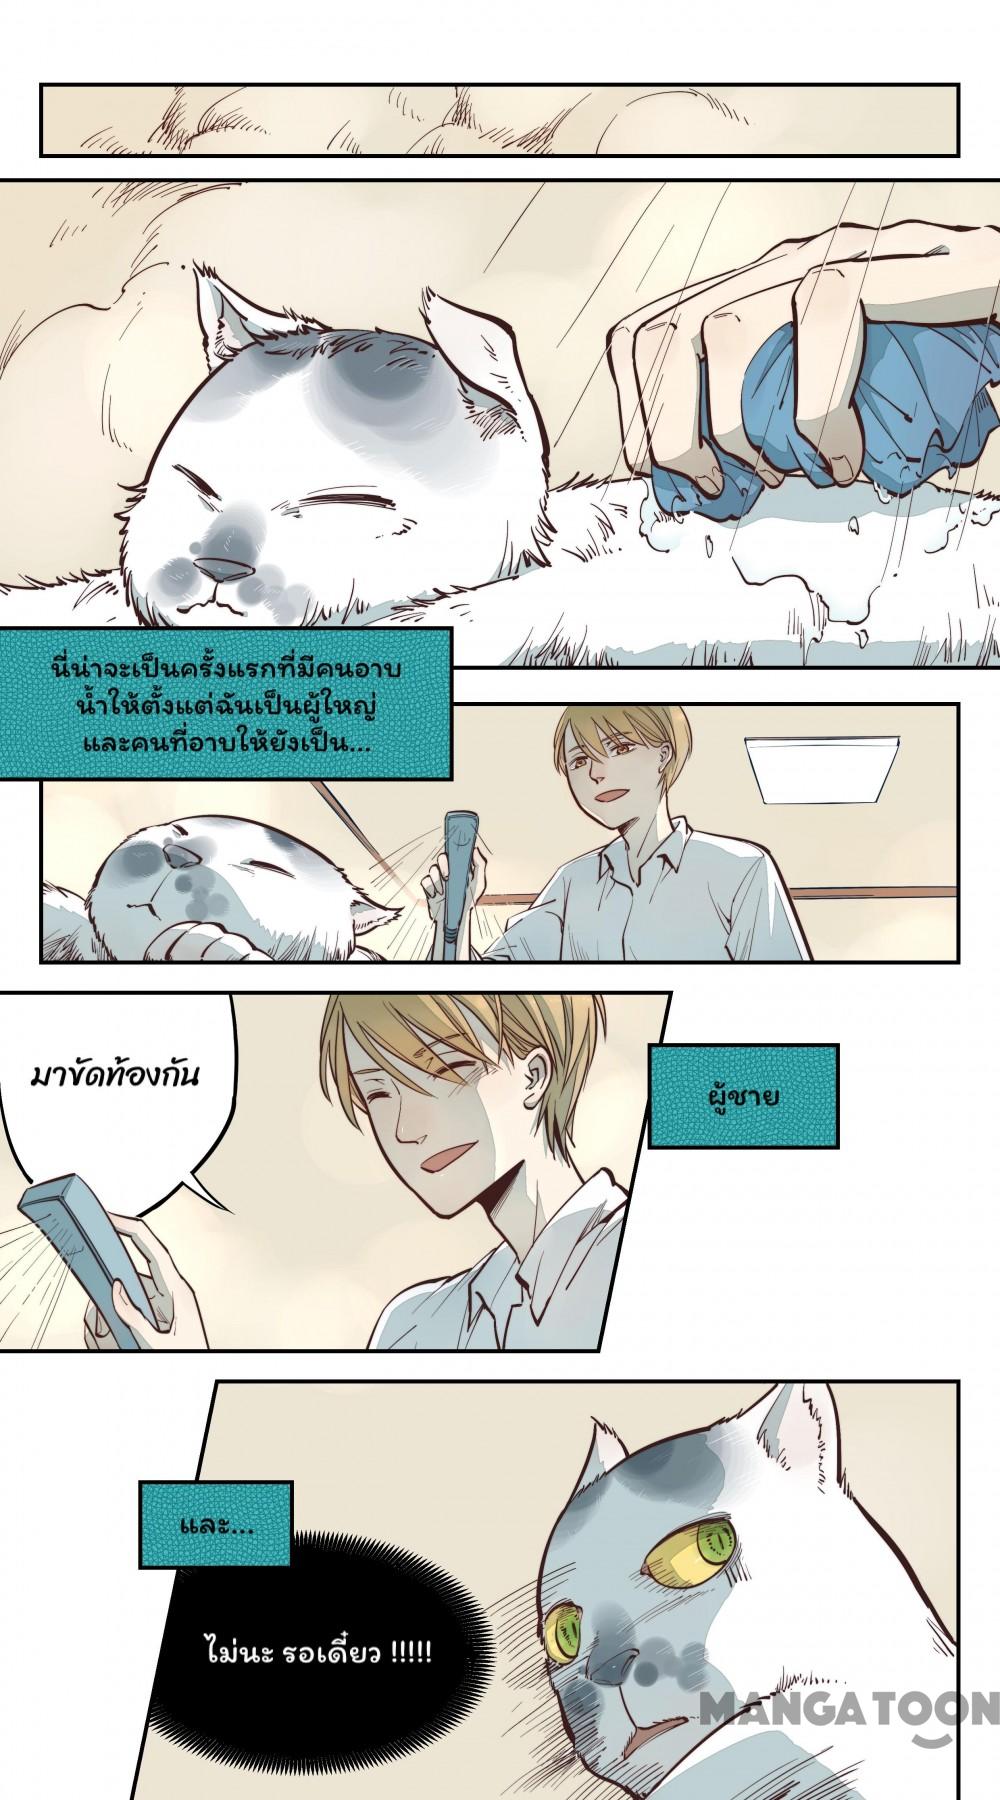 นี่น่าจะเป็นครั้งแรกที่มีคนอาบ
น้ำให้ตั้งแต่ฉันเป็นผู้ใหญ่
และคนที่อาบให้ยังเป็น...
มาขัดท้องกัน
ผู้ชาย
และ...
ไม่นะ รอเดี๋ยว !!!!!
MANGATOON